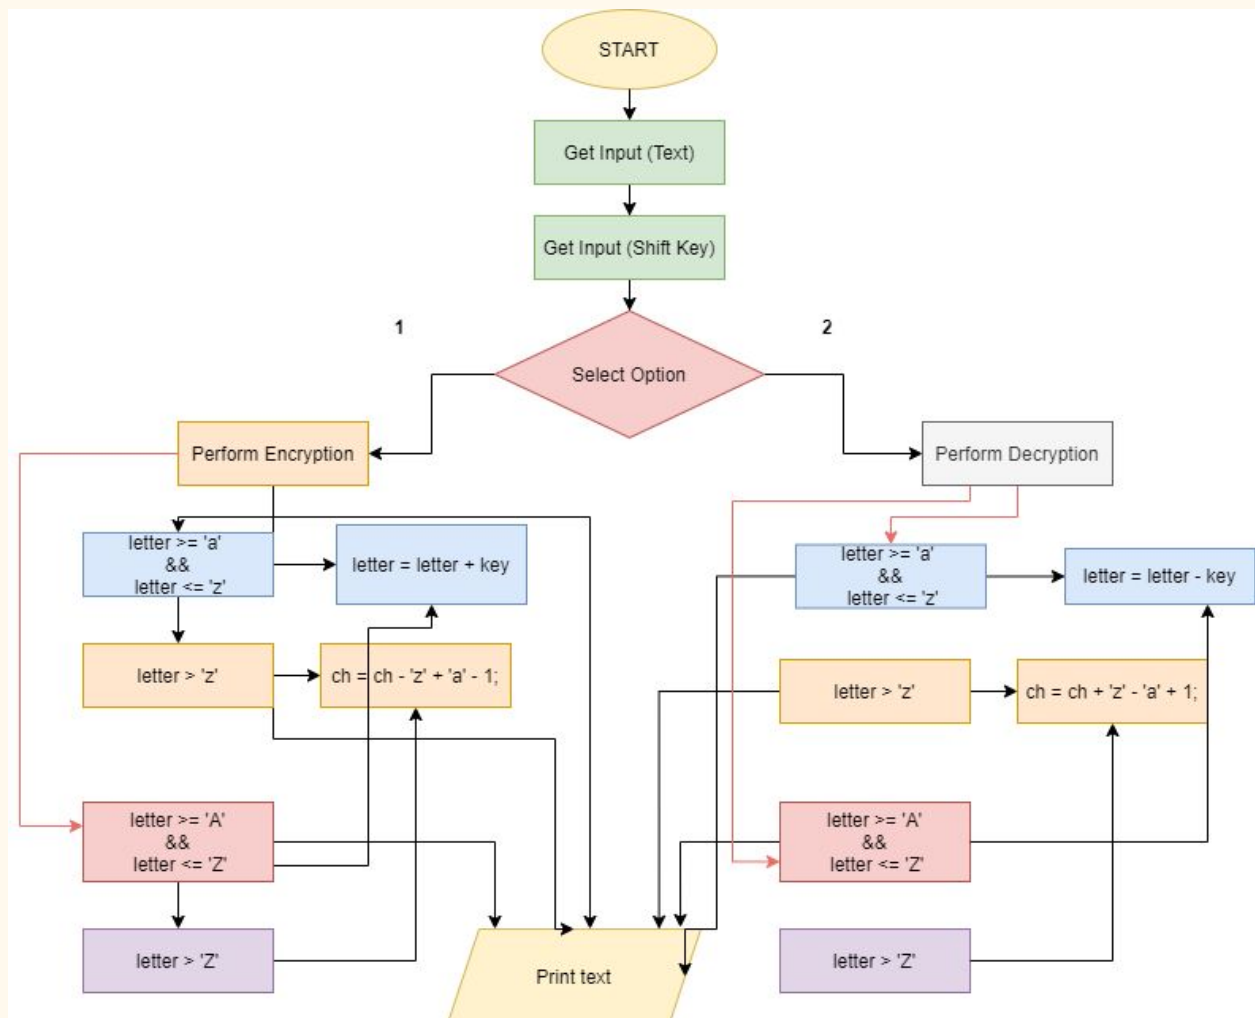 START
Get Input (Text)
Get Input (Shift Key)
1
2
Select Option
Perform Encryption
Perform Decryption
letter >= 'a'
&&
letter <= 'z'
letter = letter + key
letter >= 'a'
&&
letter <= 'z'
letter = letter - key
letter > 'z'
ch = ch - 'z' + 'a' - 1;
letter > 'z'
ch = ch + 'z' - 'a' + 1;
letter >= 'A'
&&
letter <= 'Z'
letter >= 'A'
&&
letter <= 'Z'
letter > 'Z'
Print text
letter > 'Z'